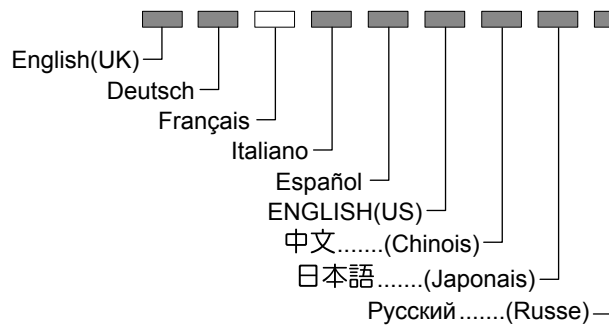 English(UK)
Deutsch
Français
Italiano
Español
ENGLISH(US)
中文.......(Chinois)
日本語.......(Japonais)
Русский.......(Russe)